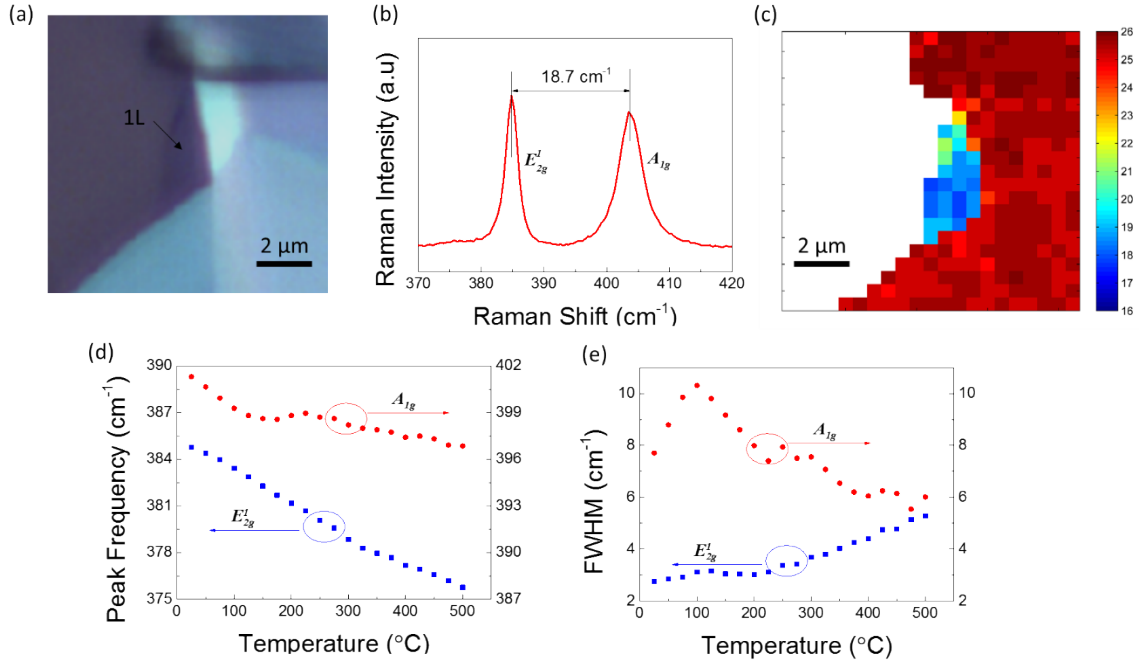 (a)
1L
2 µm
(b)
Raman Intensity (a.u)
18.7 cm⁻¹
E¹₂g
A₁g
370 380 390 400 410 420
Raman Shift (cm⁻¹)
(c)
2 µm
26
25
24
23
22
21
20
19
18
17
16
(d)
Peak Frequency (cm⁻¹)
390
387
384
381
378
375
402
399
396
393
390
387
A₁g
E¹₂g
0 100 200 300 400 500
Temperature (°C)
(e)
FWHM (cm⁻¹)
10
8
6
4
2
10
8
6
4
2
A₁g
E¹₂g
0 100 200 300 400 500
Temperature (°C)